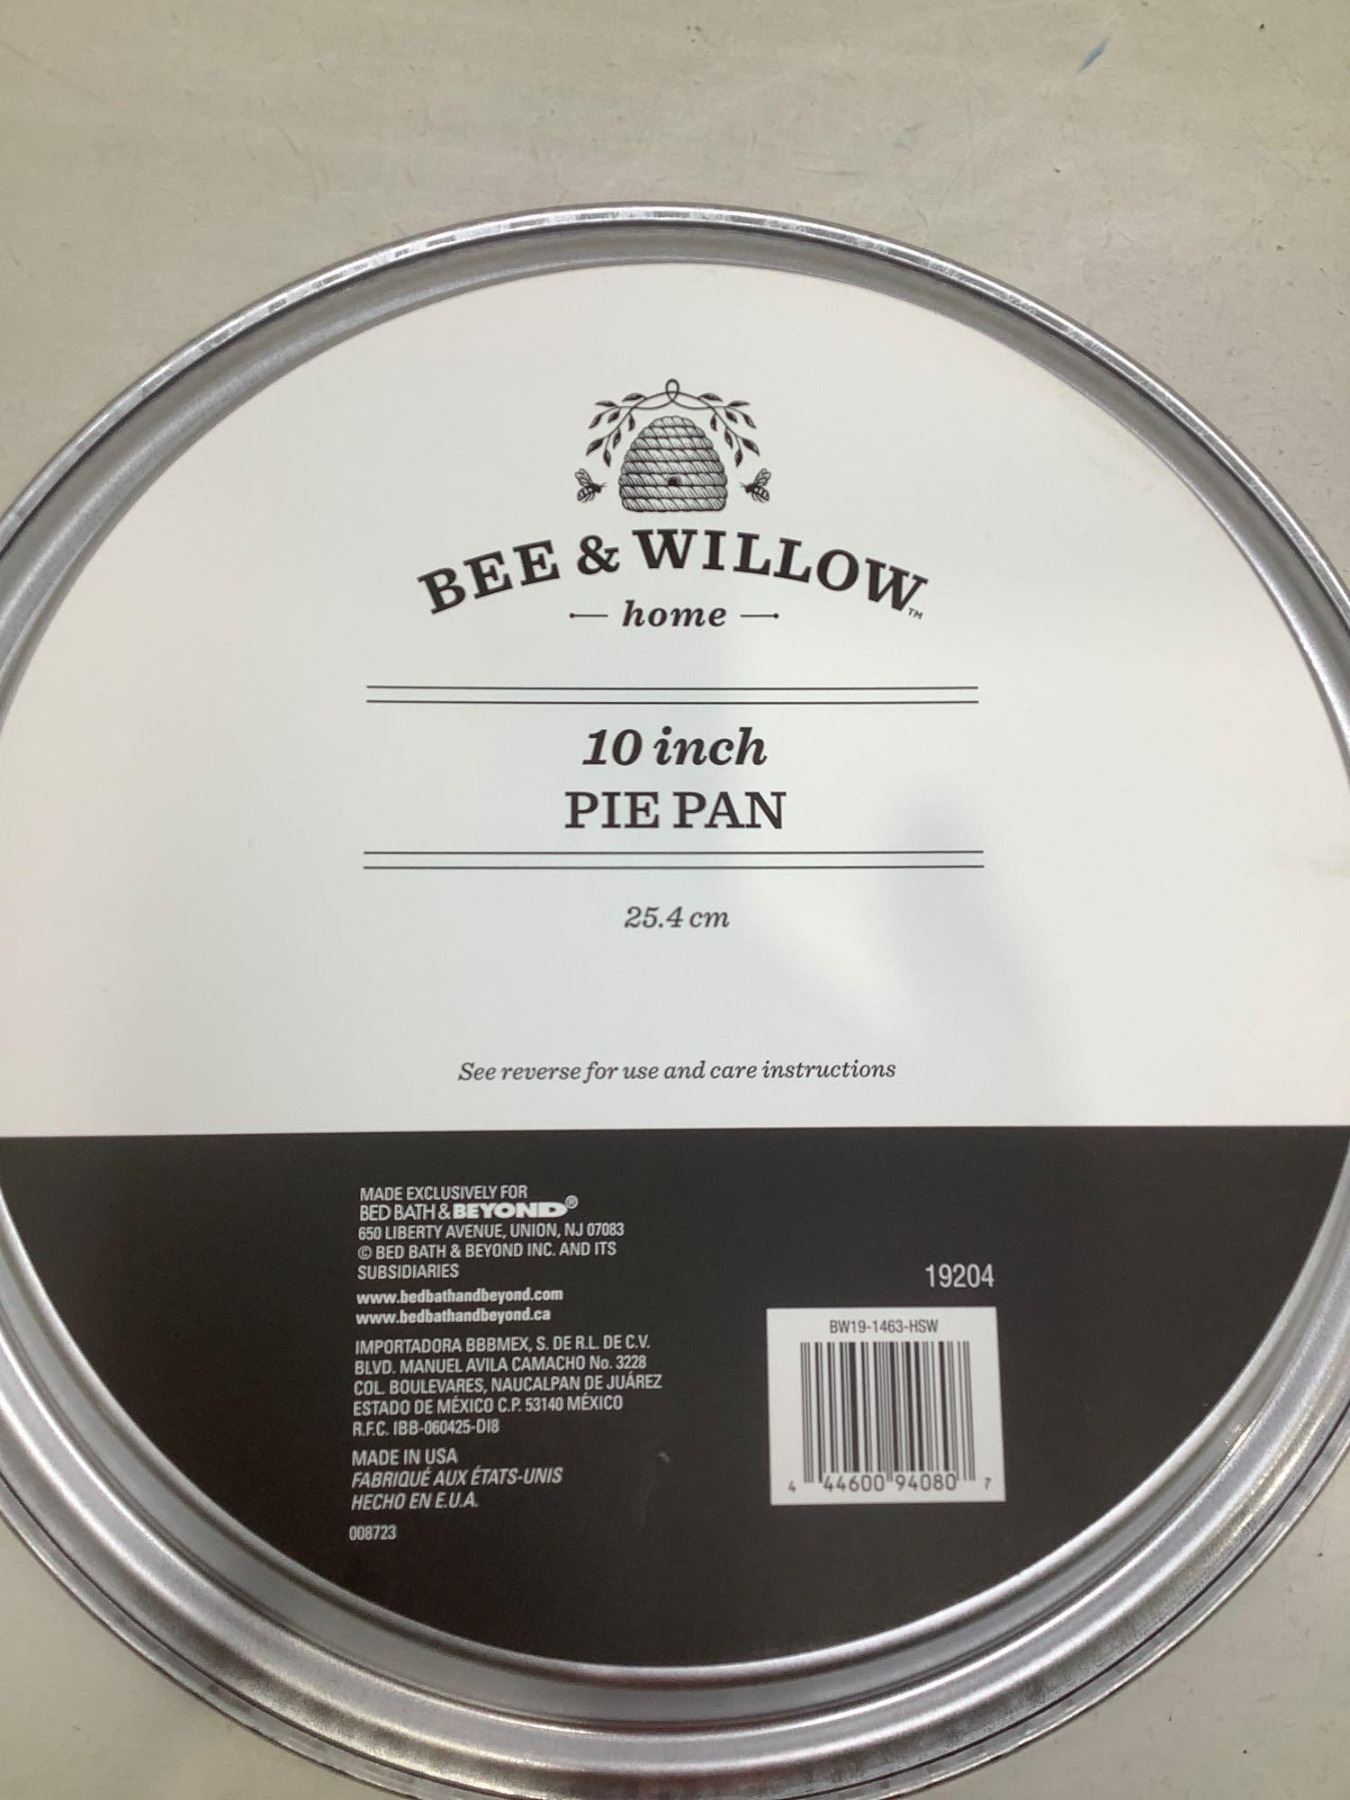 BEE & WILLOW™
home
10 inch
PIE PAN
25.4 cm
See reverse for use and care instructions
MADE EXCLUSIVELY FOR
BED BATH & BEYOND®
650 LIBERTY AVENUE, UNION, NJ 07083
© BED BATH & BEYOND INC. AND ITS
SUBSIDIARIES
www.bedbathandbeyond.com
www.bedbathandbeyond.ca
IMPORTADORA BBBMEX, S. DE R.L. DE C.V.
BLVD. MANUEL AVILA CAMACHO No. 3228
COL. BOULEVARES, NAUCALPAN DE JUÁREZ
ESTADO DE MÉXICO C.P. 53140 MÉXICO
R.F.C. IBB-060425-DI8
MADE IN USA
FABRIQUÉ AUX ÉTATS-UNIS
HECHO EN E.U.A.
008723
19204
BW19-1463-HSW
4 44600 94080 7